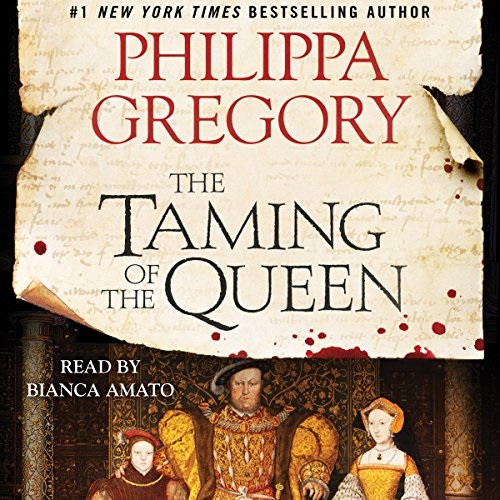 #1 NEW YORK TIMES BESTSELLING AUTHOR
PHILIPPA
GREGORY
THE
TAMING
OF
THE QUEEN
READ BY
BIANCA AMATO